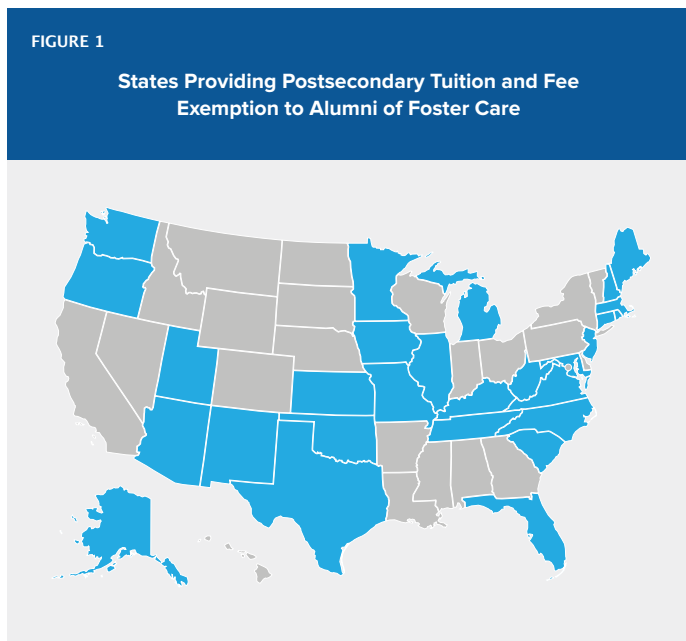 FIGURE 1
States Providing Postsecondary Tuition and Fee
Exemption to Alumni of Foster Care